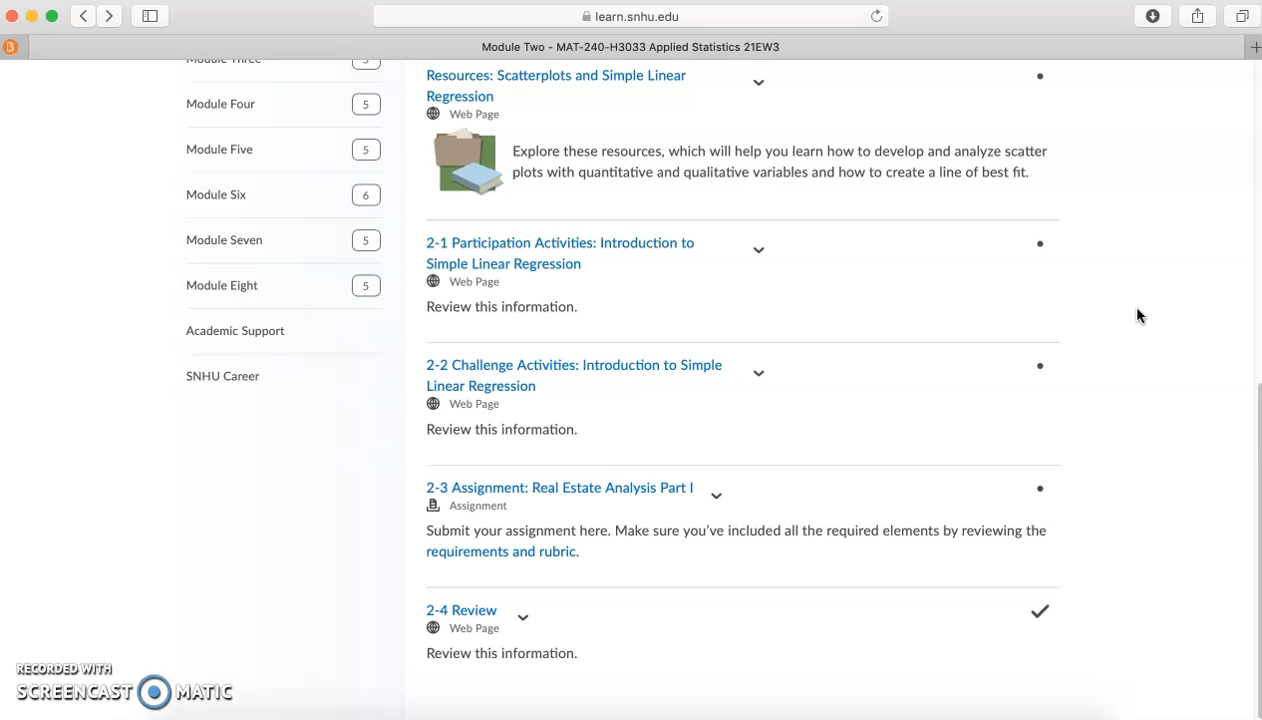 learn.snhu.edu
Module Two - MAT-240-H3033 Applied Statistics 21EW3
Module Three
5
Module Four
5
Module Five
5
Module Six
6
Module Seven
5
Module Eight
5
Academic Support
SNHU Career
Resources: Scatterplots and Simple Linear
Regression
Web Page
Explore these resources, which will help you learn how to develop and analyze scatter
plots with quantitative and qualitative variables and how to create a line of best fit.
2-1 Participation Activities: Introduction to
Simple Linear Regression
Web Page
Review this information.
2-2 Challenge Activities: Introduction to Simple
Linear Regression
Web Page
Review this information.
2-3 Assignment: Real Estate Analysis Part I
Assignment
Submit your assignment here. Make sure you've included all the required elements by reviewing the
requirements and rubric.
2-4 Review
Web Page
Review this information.
RECORDED WITH
SCREENCAST MATIC